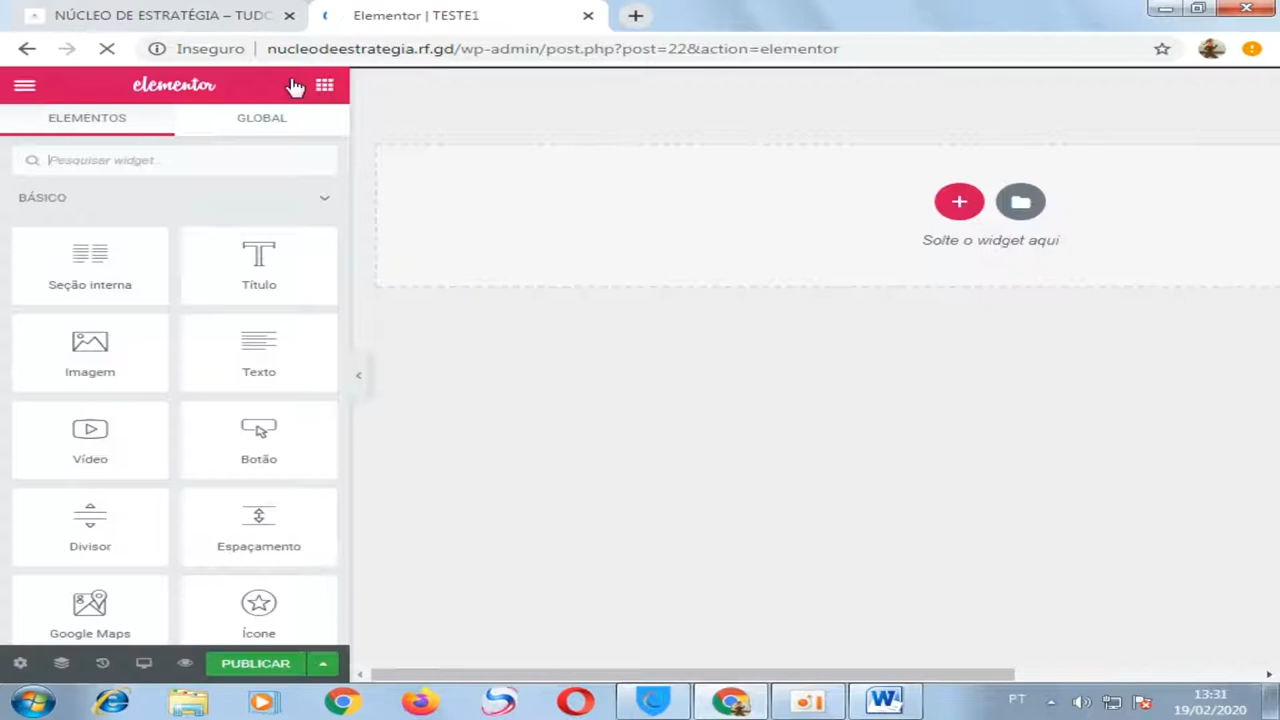 NÚCLEO DE ESTRATÉGIA – TUDO
Elementor | TESTE1
Inseguro
nucleodeestrategia.rf.gd/wp-admin/post.php?post=22&action=elementor
elementor
ELEMENTOS
GLOBAL
Pesquisar widget...
BÁSICO
Solte o widget aqui
Seção interna
Título
Imagem
Texto
Vídeo
Botão
Divisor
Espaçamento
Google Maps
Ícone
PUBLICAR
PT
13:31
19/02/2020